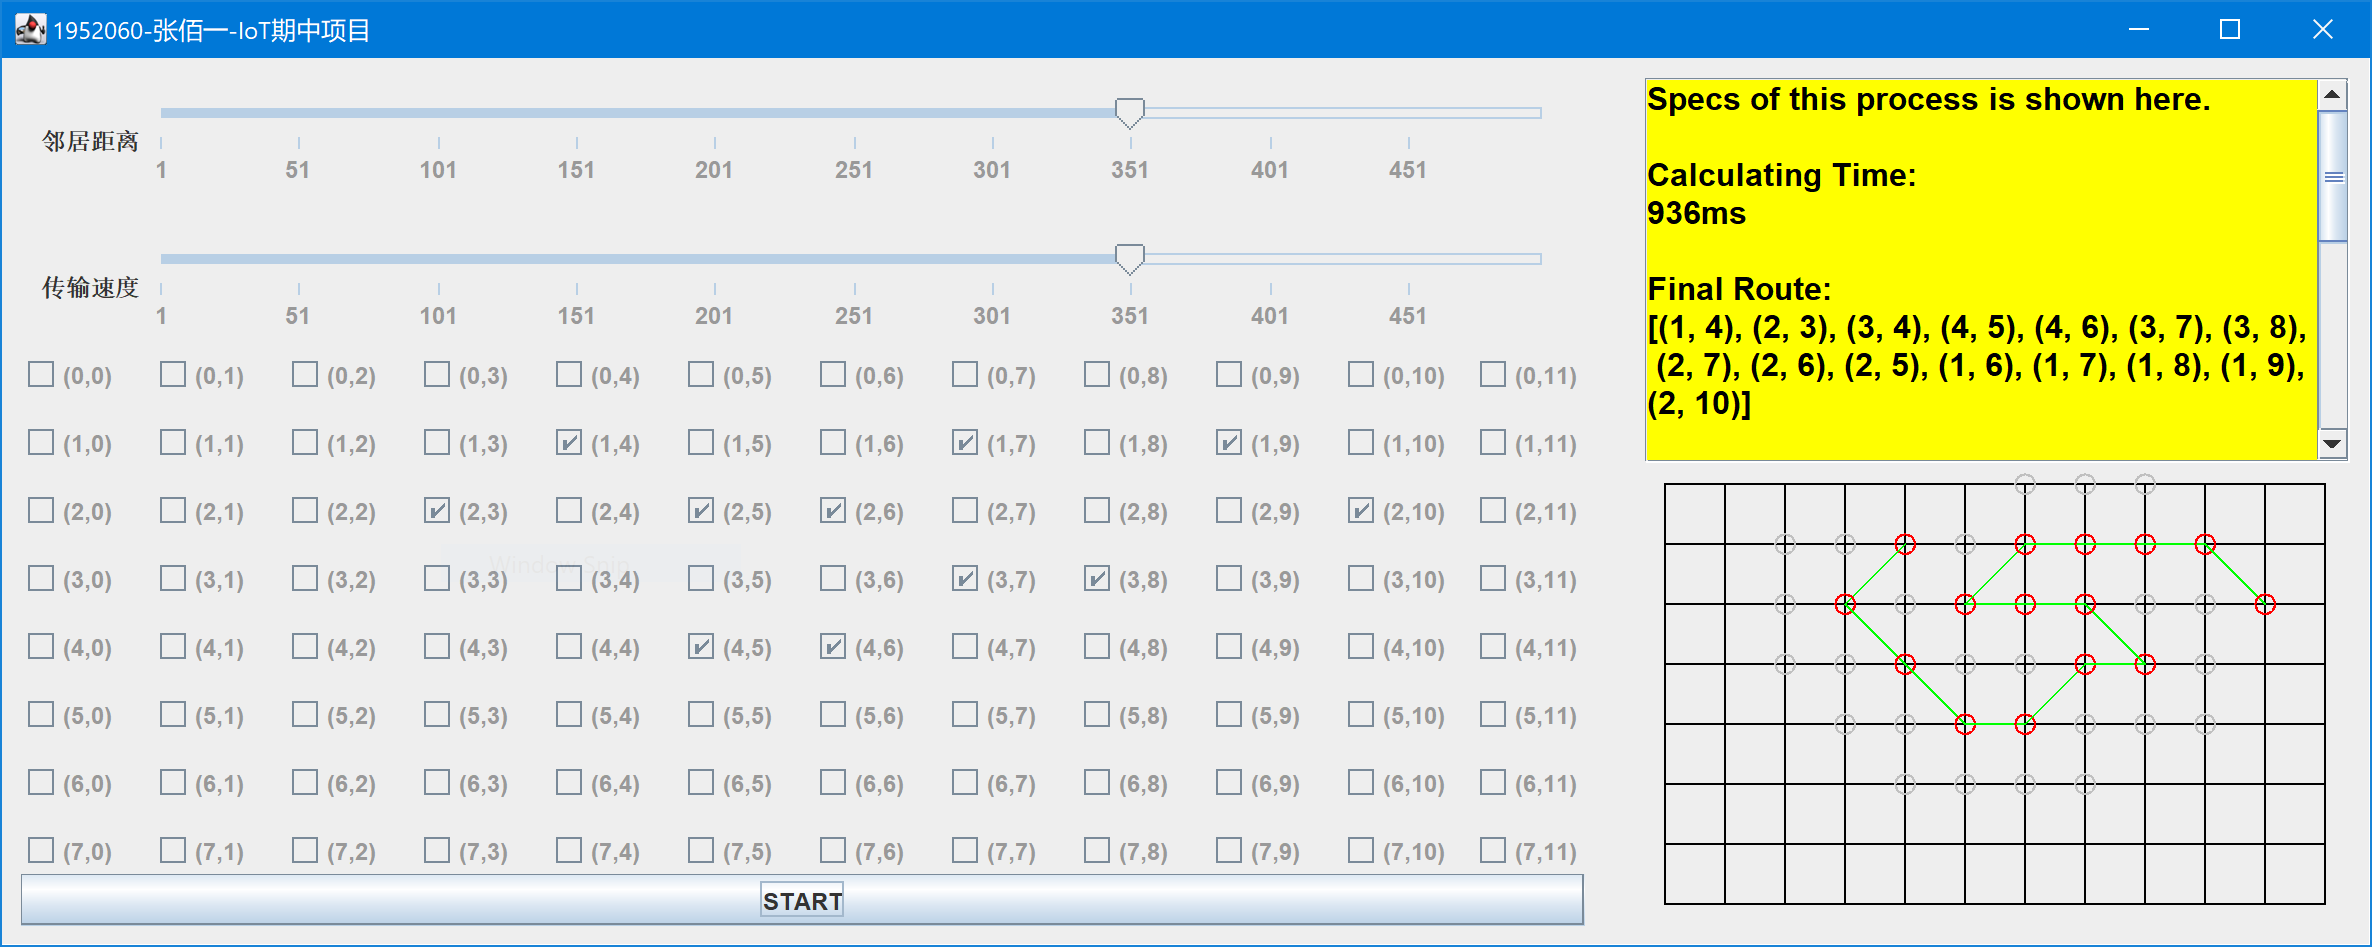 1952060-张佰一-IoT期中项目
邻居距离
1 51 101 151 201 251 301 351 401 451
传输速度
1 51 101 151 201 251 301 351 401 451
(0,0) (0,1) (0,2) (0,3) (0,4) (0,5) (0,6) (0,7) (0,8) (0,9) (0,10) (0,11)
(1,0) (1,1) (1,2) (1,3) (1,4) (1,5) (1,6) (1,7) (1,8) (1,9) (1,10) (1,11)
(2,0) (2,1) (2,2) (2,3) (2,4) (2,5) (2,6) (2,7) (2,8) (2,9) (2,10) (2,11)
Window Snip
(3,0) (3,1) (3,2) (3,3) (3,4) (3,5) (3,6) (3,7) (3,8) (3,9) (3,10) (3,11)
(4,0) (4,1) (4,2) (4,3) (4,4) (4,5) (4,6) (4,7) (4,8) (4,9) (4,10) (4,11)
(5,0) (5,1) (5,2) (5,3) (5,4) (5,5) (5,6) (5,7) (5,8) (5,9) (5,10) (5,11)
(6,0) (6,1) (6,2) (6,3) (6,4) (6,5) (6,6) (6,7) (6,8) (6,9) (6,10) (6,11)
(7,0) (7,1) (7,2) (7,3) (7,4) (7,5) (7,6) (7,7) (7,8) (7,9) (7,10) (7,11)
START
Specs of this process is shown here.
Calculating Time:
936ms
Final Route:
[(1, 4), (2, 3), (3, 4), (4, 5), (4, 6), (3, 7), (3, 8),
(2, 7), (2, 6), (2, 5), (1, 6), (1, 7), (1, 8), (1, 9),
(2, 10)]